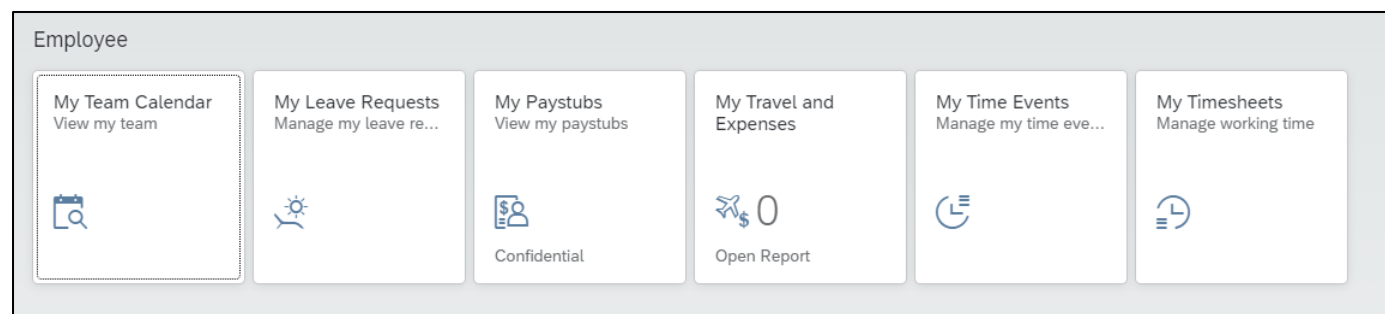 Employee
My Team Calendar
View my team
My Leave Requests
Manage my leave re...
My Paystubs
View my paystubs
Confidential
My Travel and
Expenses
0
Open Report
My Time Events
Manage my time eve...
My Timesheets
Manage working time